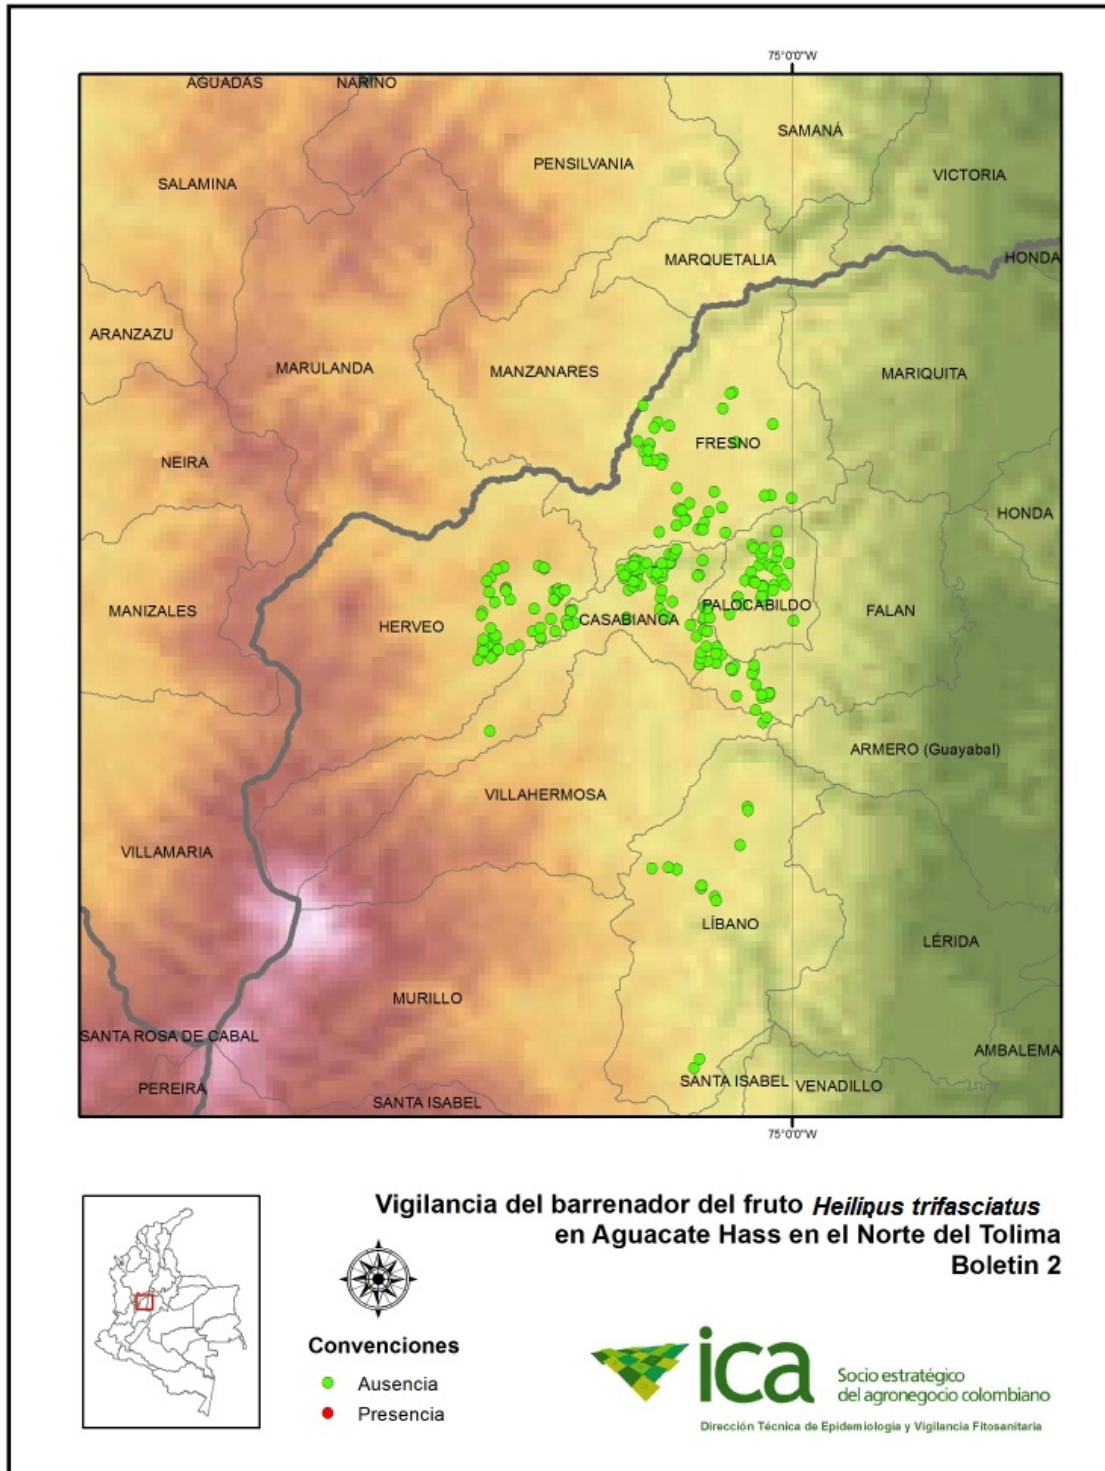 75°0'0"W
AGUADAS
NARIÑO
SAMANÁ
PENSILVANIA
VICTORIA
SALAMINA
MARQUETALIA
HONDA
ARANZAZU
MARULANDA
MANZANARES
MARIQUITA
FRESNO
NEIRA
HONDA
MANIZALES
HERVEO
CASABIANCA
PALOCABILDO
FALAN
ARMERO (Guayabal)
VILLAHERMOSA
VILLAMARIA
LÍBANO
LÉRIDA
MURILLO
SANTA ROSA DE CABAL
AMBALEMA
PEREIRA
SANTA ISABEL
VENADILLO
SANTA ISABEL
75°0'0"W
Vigilancia del barrenador del fruto Heilipus trifasciatus
en Aguacate Hass en el Norte del Tolima
Boletin 2
Convenciones
Ausencia
Presencia
ica
Socio estratégico
del agronegocio colombiano
Dirección Técnica de Epidemiología y Vigilancia Fitosanitaria